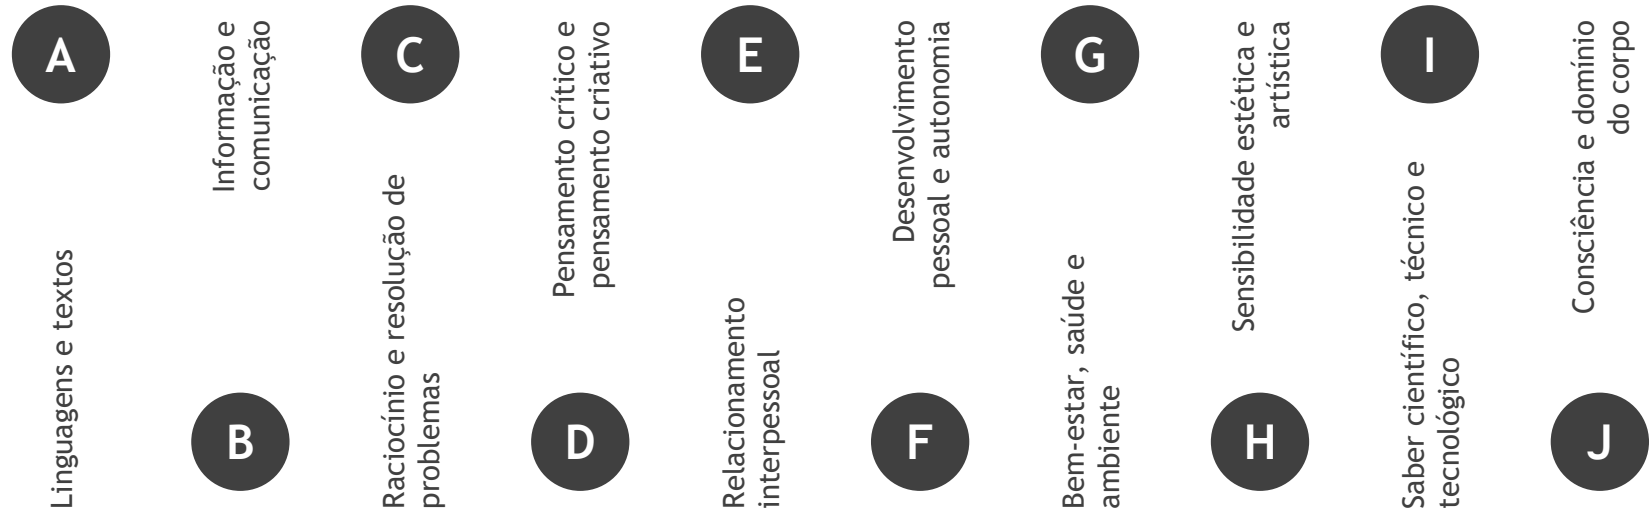 A
Linguagens e textos
B
Informação e
comunicação
C
Raciocínio e resolução de
problemas
D
Pensamento crítico e
pensamento criativo
E
Relacionamento
interpessoal
F
Desenvolvimento
pessoal e autonomia
G
Bem-estar, saúde e
ambiente
H
Sensibilidade estética e
artística
I
Saber científico, técnico e
tecnológico
J
Consciência e domínio
do corpo